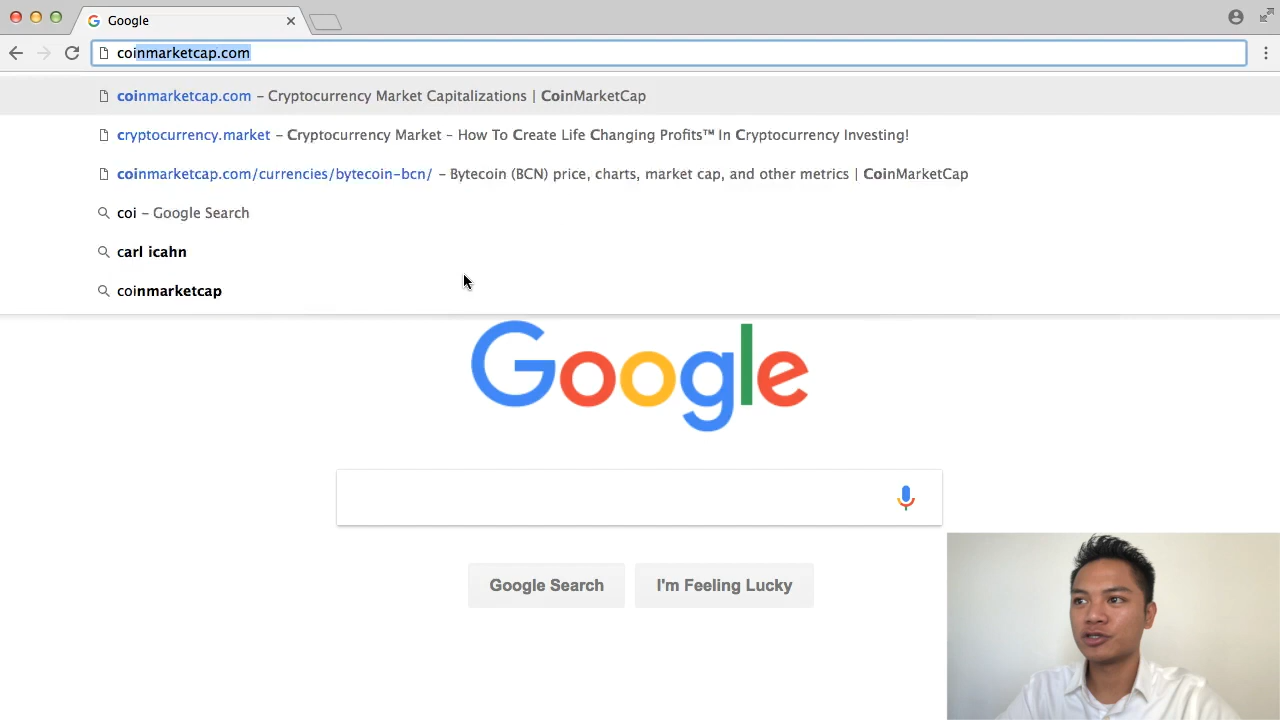 Google
coinmarketcap.com
coinmarketcap.com – Cryptocurrency Market Capitalizations | CoinMarketCap
cryptocurrency.market – Cryptocurrency Market – How To Create Life Changing Profits™ In Cryptocurrency Investing!
coinmarketcap.com/currencies/bytecoin-bcn/ – Bytecoin (BCN) price, charts, market cap, and other metrics | CoinMarketCap
coi – Google Search
carl icahn
coinmarketcap
Google
Google Search I'm Feeling Lucky